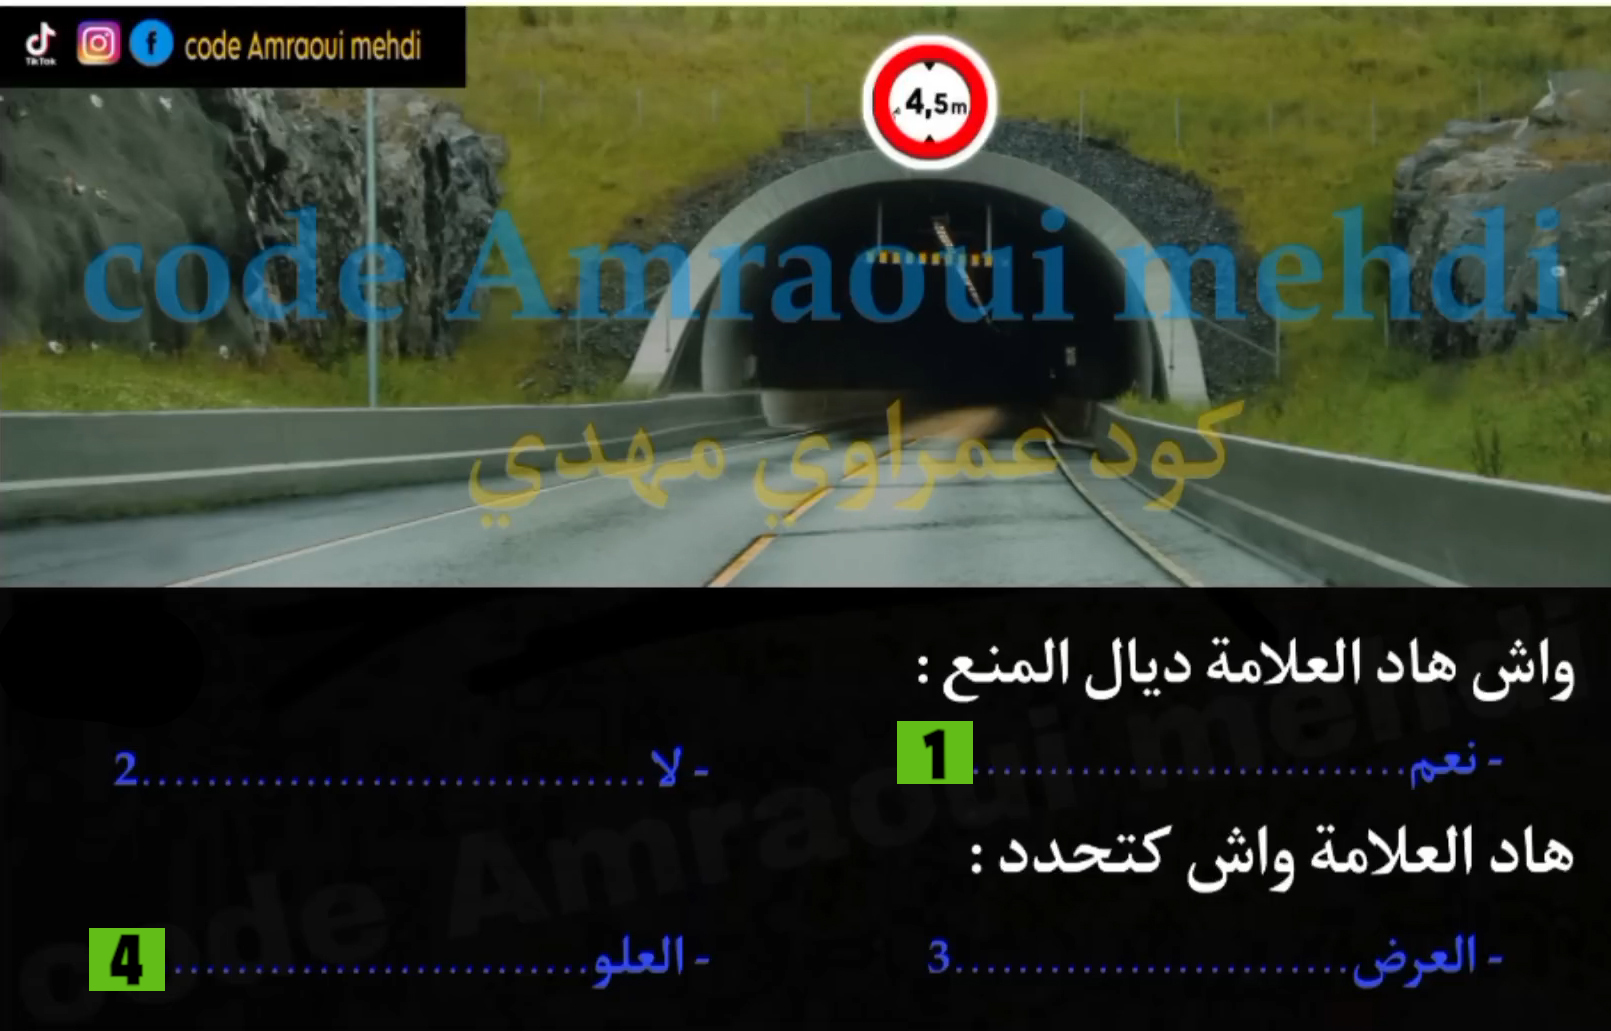 TikTok
code Amraoui mehdi
4,5m
code Amraoui mehdi
كود عمراوي مهدي
واش هاد العلامة ديال المنع :
- نعم..............................1
- لا...............................2
هاد العلامة واش كتحدد :
- العرض.........................3
- العلو..........................4
code Amraoui mehdi